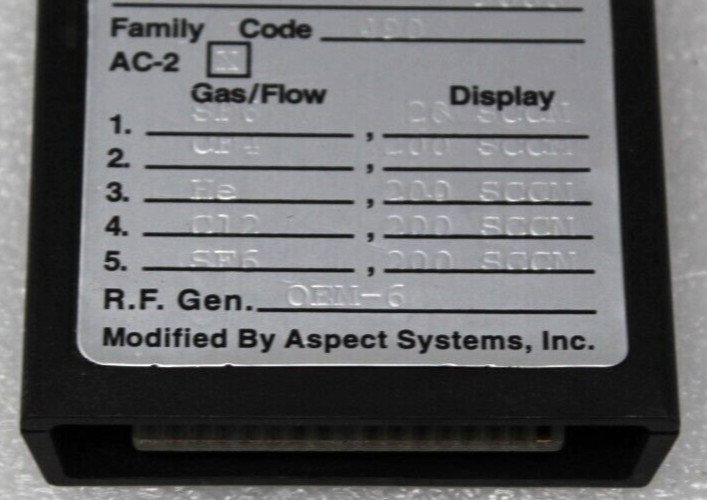 Family Code 490
AC-2 X
Gas/Flow Display
1. SF6 , 20 SCCM
2. CF4 , 200 SCCM
3. He , 200 SCCM
4. Cl2 , 200 SCCM
5. SF6 , 200 SCCM
R.F. Gen. OEM-6
Modified By Aspect Systems, Inc.